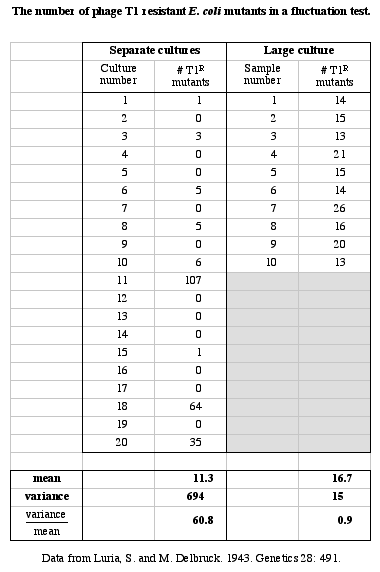 The number of phage T1 resistant E. coli mutants in a fluctuation test.
Separate cultures Large culture
Culture number # T1R mutants Sample number # T1R mutants
1 1 1 14
2 0 2 15
3 3 3 13
4 0 4 21
5 0 5 15
6 5 6 14
7 0 7 26
8 5 8 16
9 0 9 20
10 6 10 13
11 107
12 0
13 0
14 0
15 1
16 0
17 0
18 64
19 0
20 35
mean 11.3 16.7
variance 694 15
variance
mean 60.8 0.9
Data from Luria, S. and M. Delbruck. 1943. Genetics 28: 491.